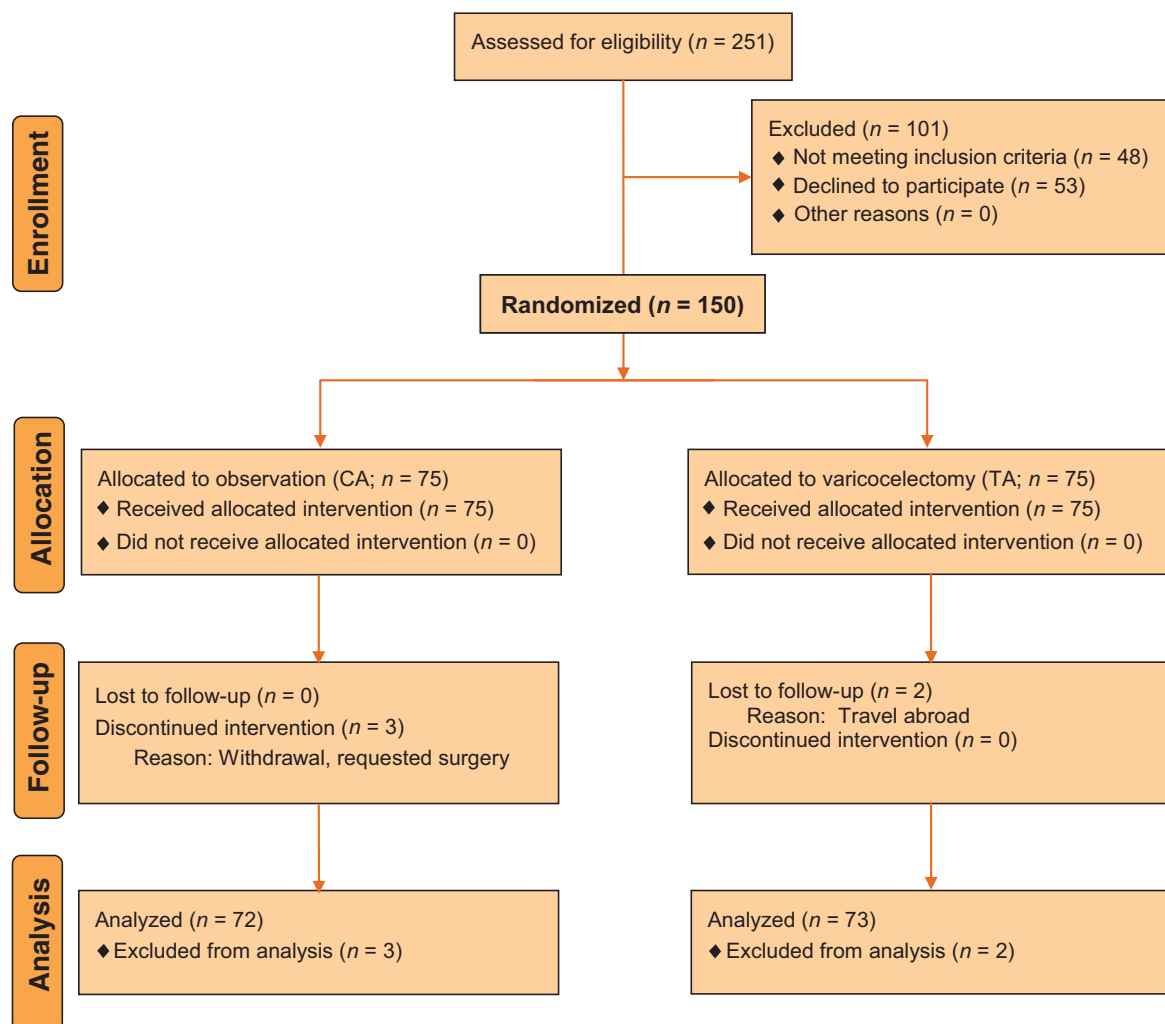 Assessed for eligibility (n = 251)
Enrollment
Excluded (n = 101)
♦ Not meeting inclusion criteria (n = 48)
♦ Declined to participate (n = 53)
♦ Other reasons (n = 0)
Randomized (n = 150)
Allocation
Allocated to observation (CA; n = 75)
♦ Received allocated intervention (n = 75)
♦ Did not receive allocated intervention (n = 0)
Allocated to varicocelectomy (TA; n = 75)
♦ Received allocated intervention (n = 75)
♦ Did not receive allocated intervention (n = 0)
Follow-up
Lost to follow-up (n = 0)
Discontinued intervention (n = 3)
Reason: Withdrawal, requested surgery
Lost to follow-up (n = 2)
Reason: Travel abroad
Discontinued intervention (n = 0)
Analysis
Analyzed (n = 72)
♦ Excluded from analysis (n = 3)
Analyzed (n = 73)
♦ Excluded from analysis (n = 2)